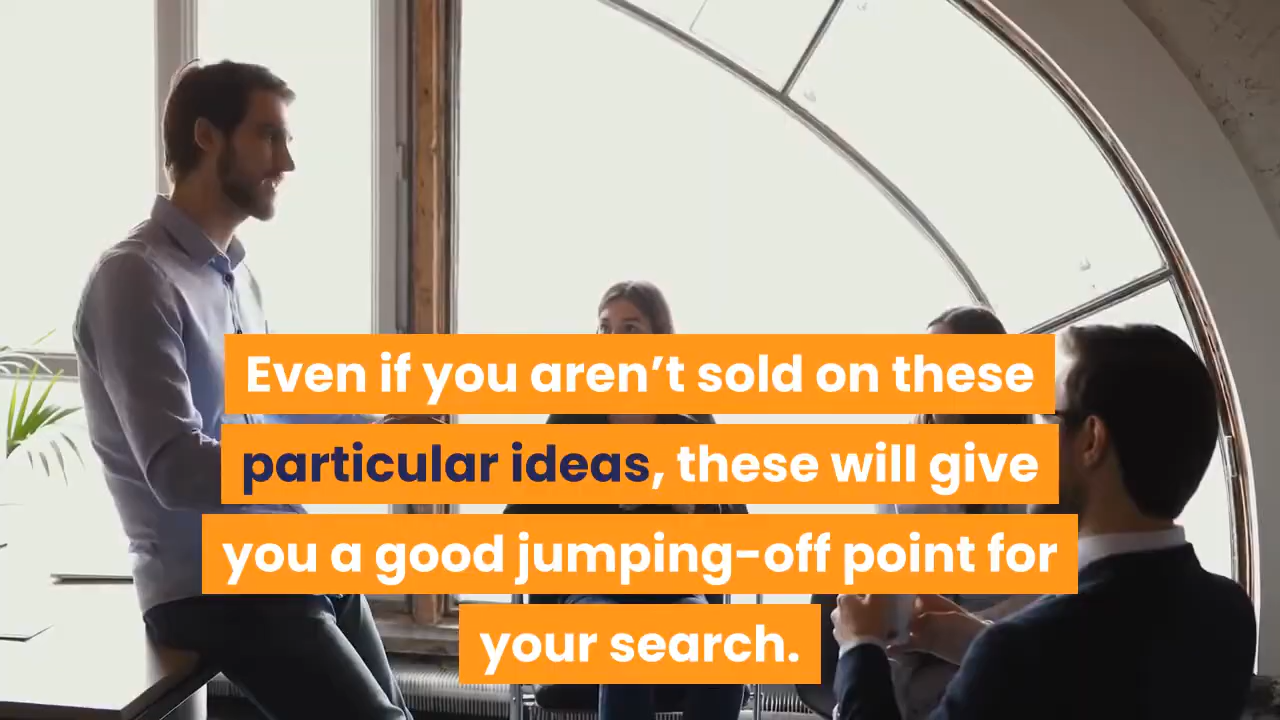 Even if you aren’t sold on these
particular ideas, these will give
you a good jumping-off point for
your search.